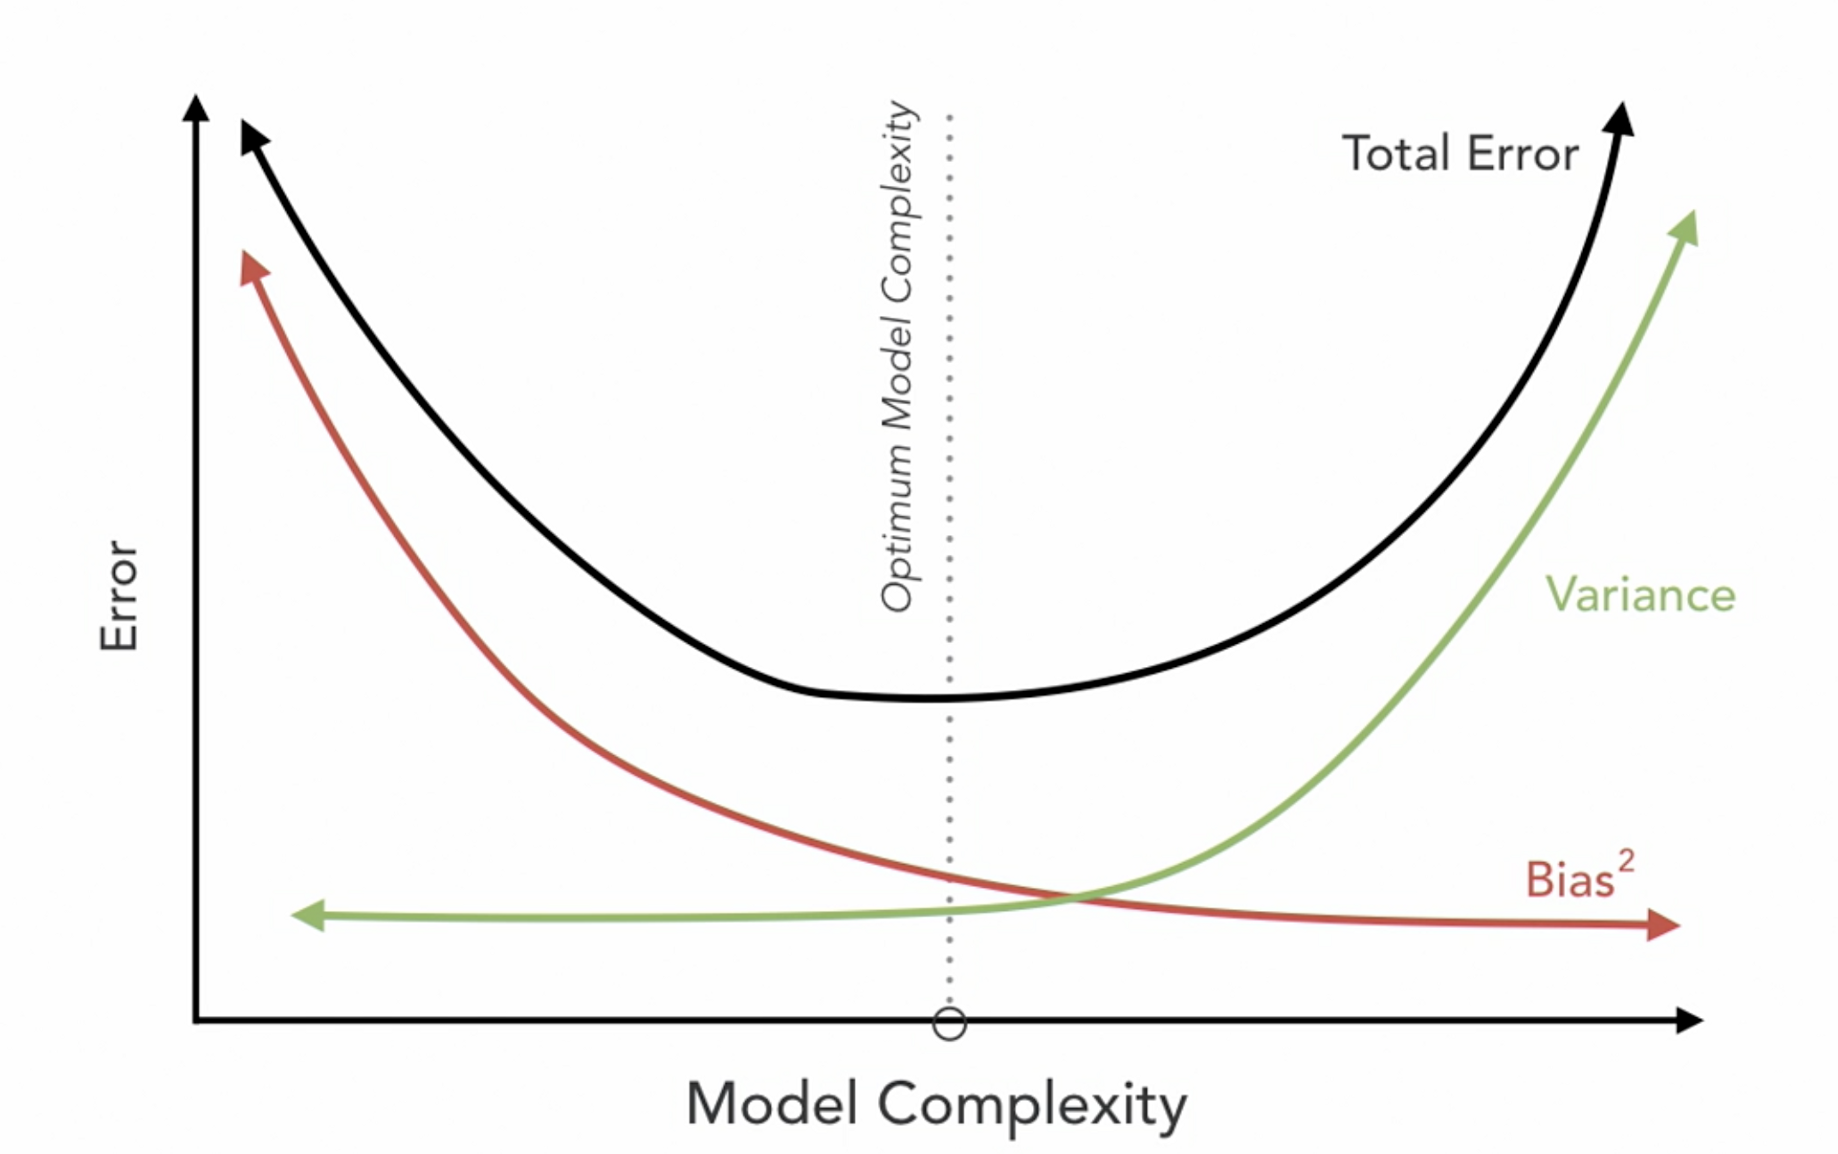 Optimum Model Complexity
Total Error
Error
Variance
Bias²
Model Complexity